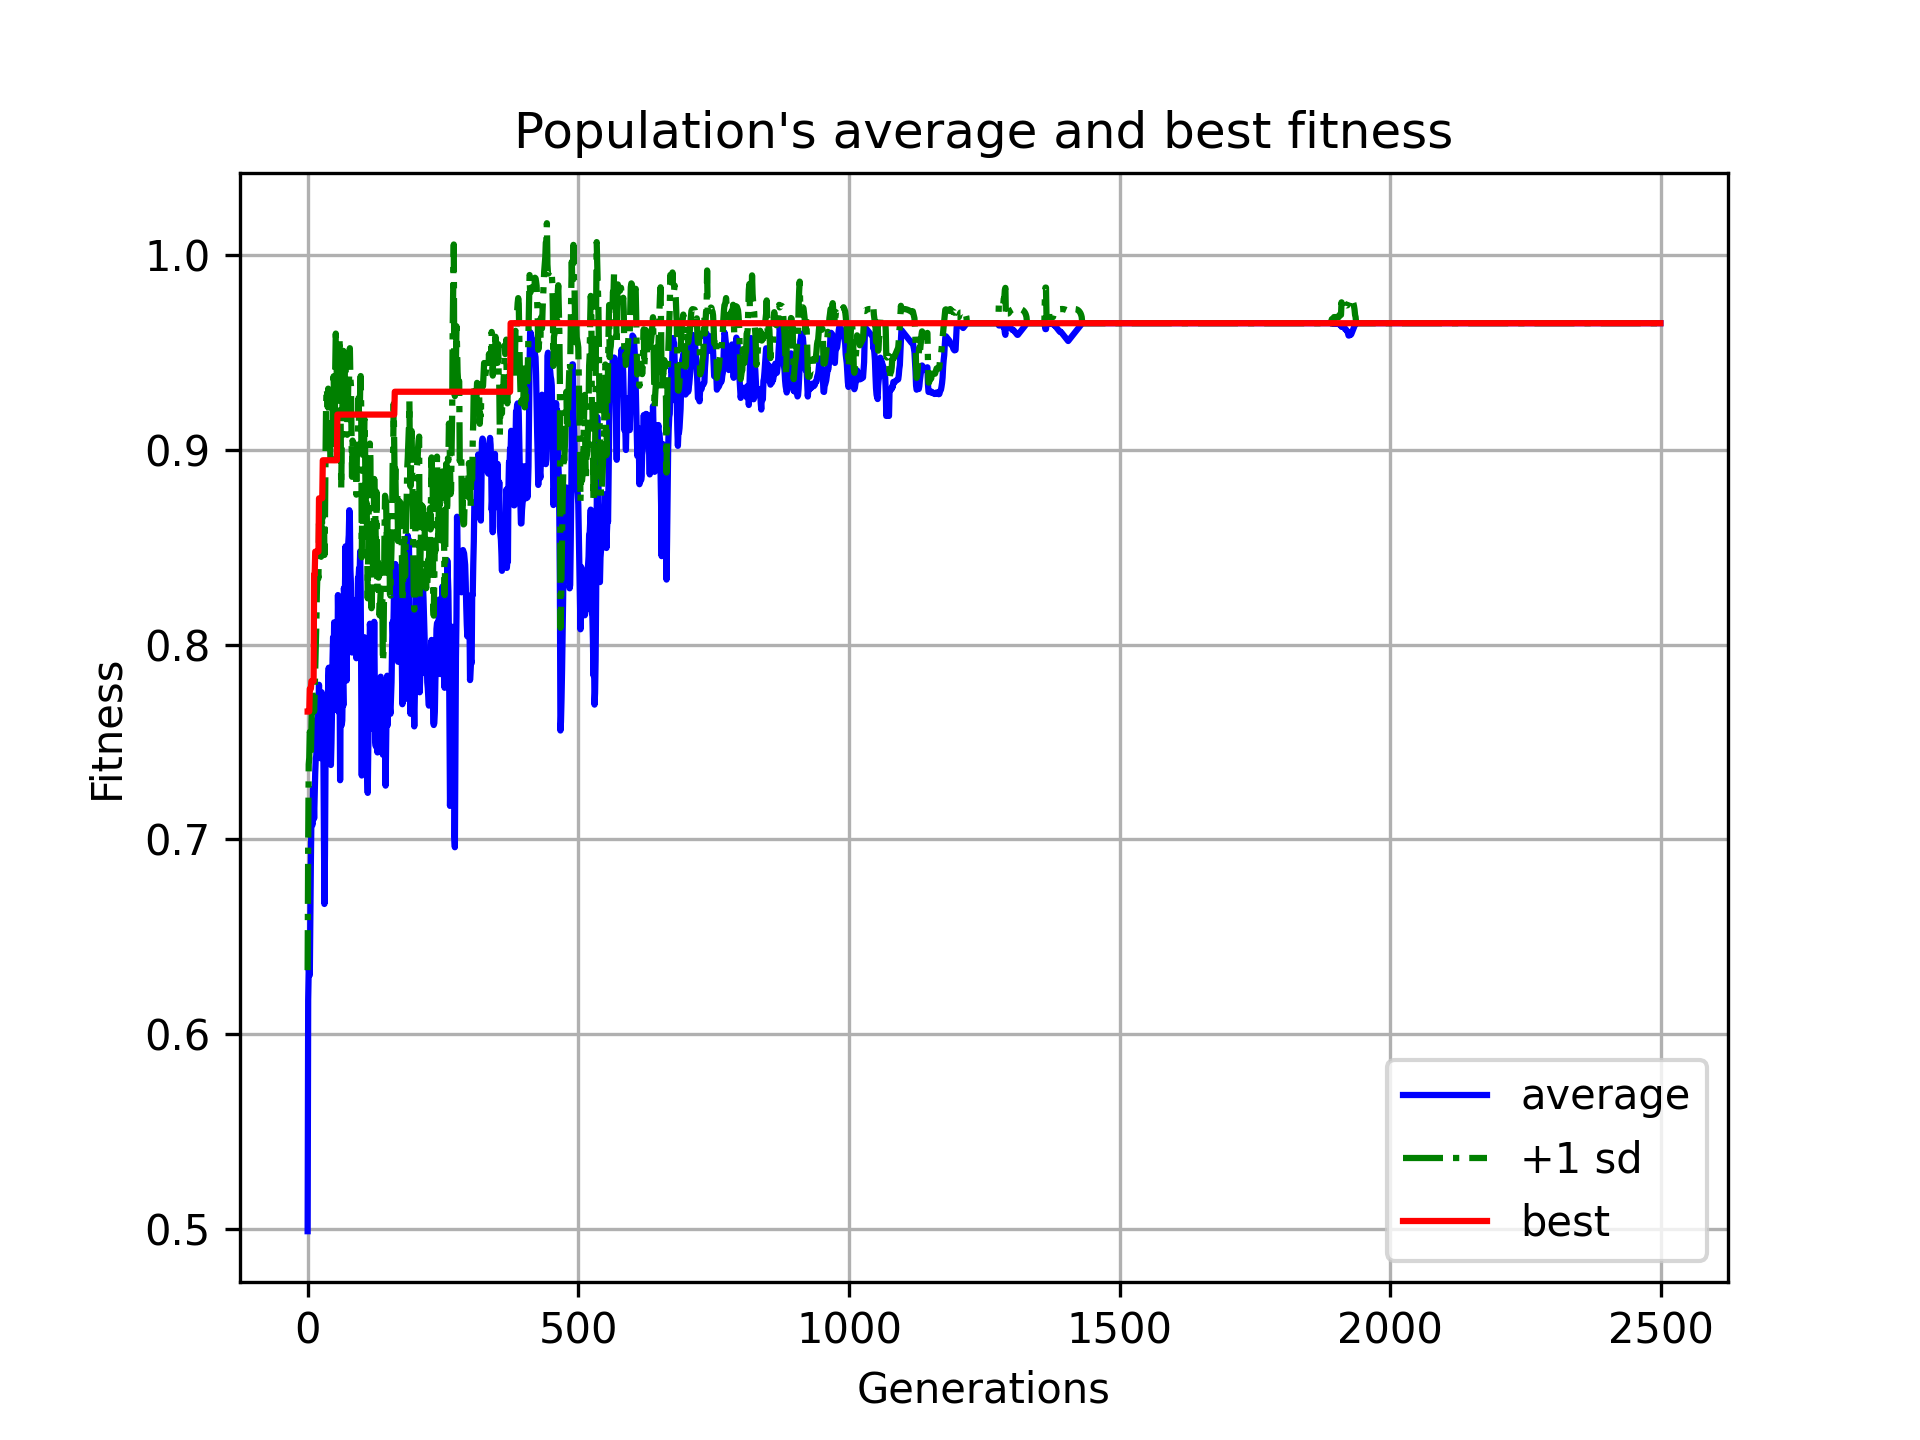 Population's average and best fitness
Fitness
1.0
0.9
0.8
0.7
0.6
0.5
0 500 1000 1500 2000 2500
Generations
average
+1 sd
best